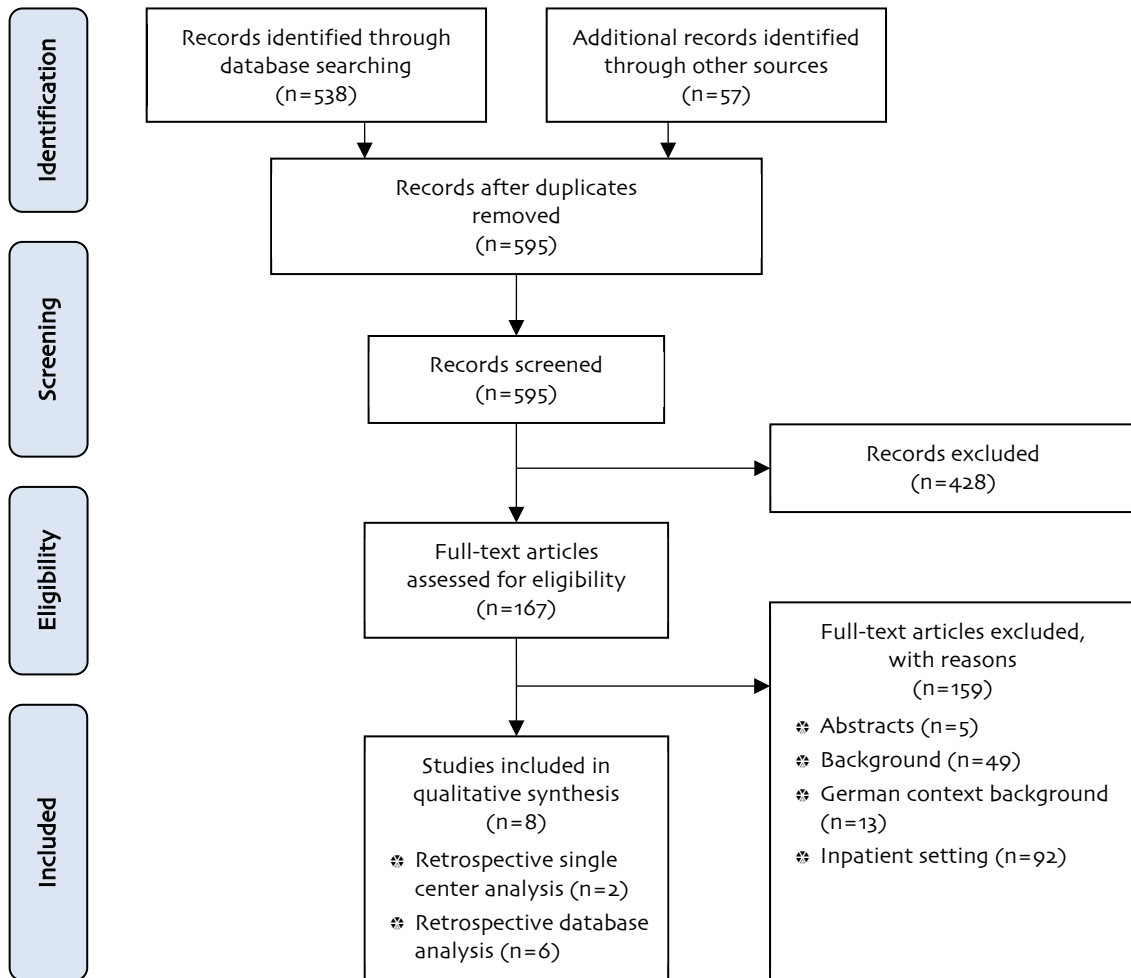 Identification
Records identified through
database searching
(n=538)
Additional records identified
through other sources
(n=57)
Records after duplicates
removed
(n=595)
Screening
Records screened
(n=595)
Records excluded
(n=428)
Eligibility
Full-text articles
assessed for eligibility
(n=167)
Full-text articles excluded,
with reasons
(n=159)
Abstracts (n=5)
Background (n=49)
German context background
(n=13)
Inpatient setting (n=92)
Included
Studies included in
qualitative synthesis
(n=8)
Retrospective single
center analysis (n=2)
Retrospective database
analysis (n=6)